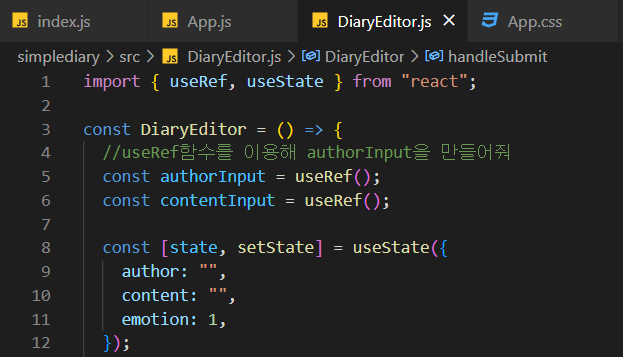 JS index.js JS App.js JS DiaryEditor.js × App.css
simplediary > src > JS DiaryEditor.js > DiaryEditor > handleSubmit
1 import { useRef, useState } from "react";
2
3 const DiaryEditor = () => {
4 //useRef함수를 이용해 authorInput을 만들어줘
5 const authorInput = useRef();
6 const contentInput = useRef();
7
8 const [state, setState] = useState({
9 author: "",
10 content: "",
11 emotion: 1,
12 });